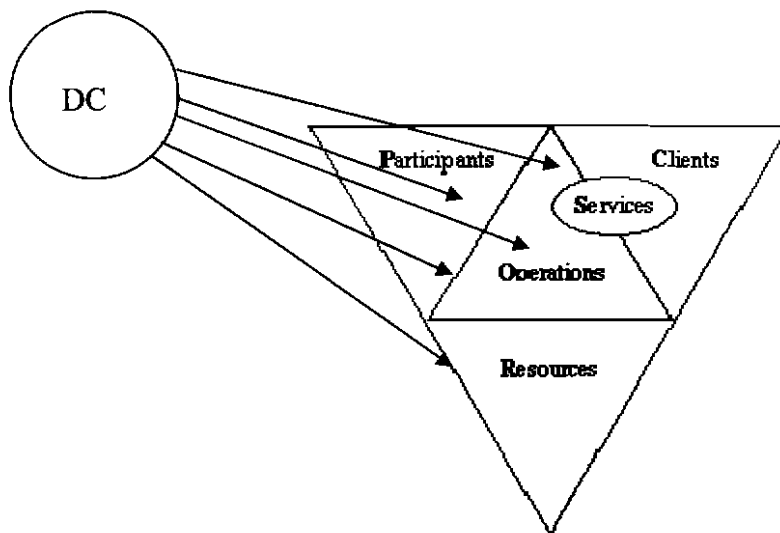 DC
Participants
Clients
Services
Operations
Resources